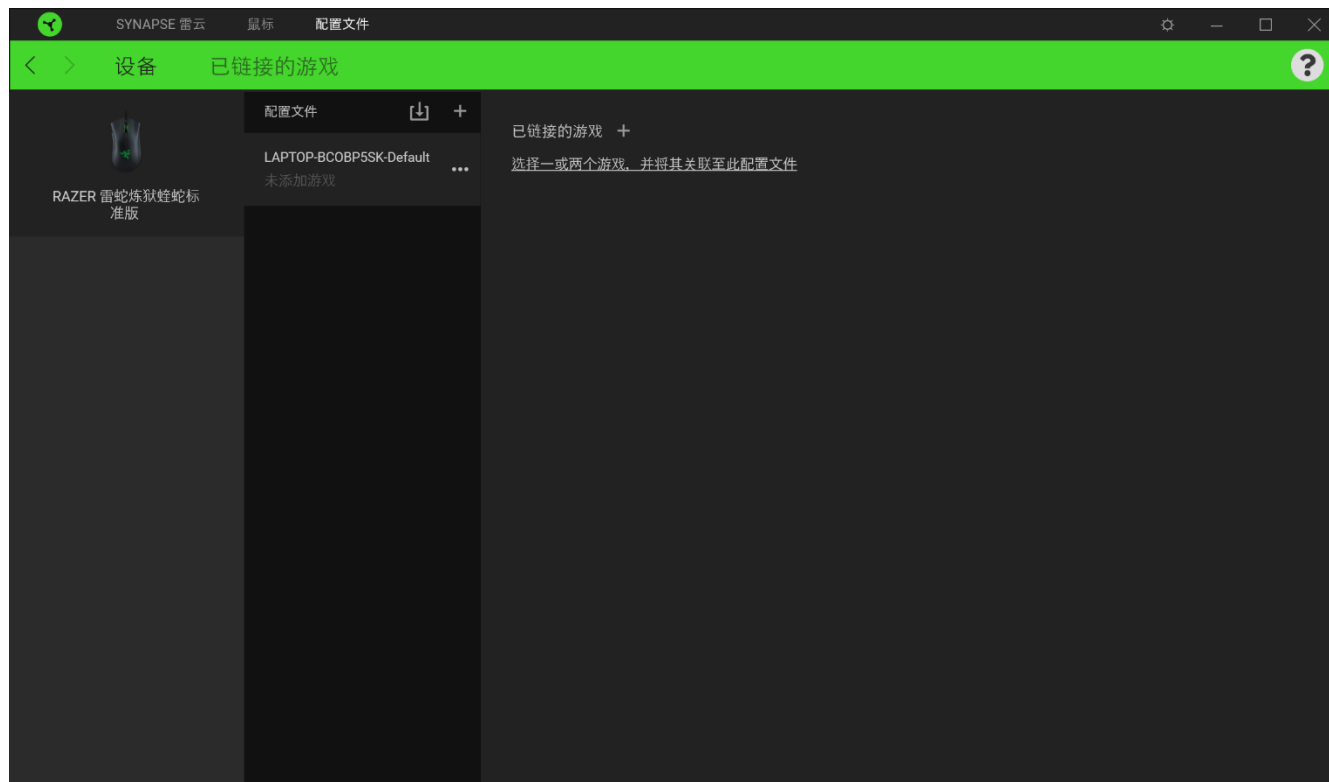 SYNAPSE 雷云 鼠标 配置文件
设备 已链接的游戏 ?
RAZER 雷蛇炼狱蝰蛇标
准版
配置文件
LAPTOP-BCOBP5SK-Default
未添加游戏
已链接的游戏 +
选择一或两个游戏，并将其关联至此配置文件